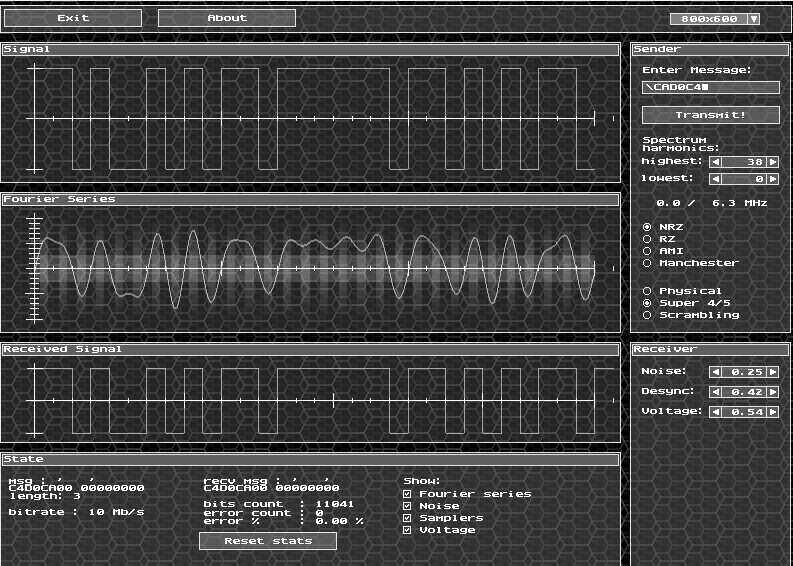 Exit
About
800x600
Signal
Fourier Series
Received Signal
State
msg : ' '
C4D0CA00 00000000
length: 3
bitrate : 10 Mb/s
recv msg : ' '
C4D0CA00 00000000
bits count : 11041
error count : 0
error % : 0.00 %
Reset stats
Show:
Fourier series
Noise
Samplers
Voltage
Sender
Enter Message:
\CAD0C4
Transmit!
Spectrum
harmonics:
highest: 38
lowest: 0
0.0 / 6.3 MHz
NRZ
RZ
AMI
Manchester
Physical
Super 4/5
Scrambling
Receiver
Noise: 0.25
Desync: 0.42
Voltage: 0.54